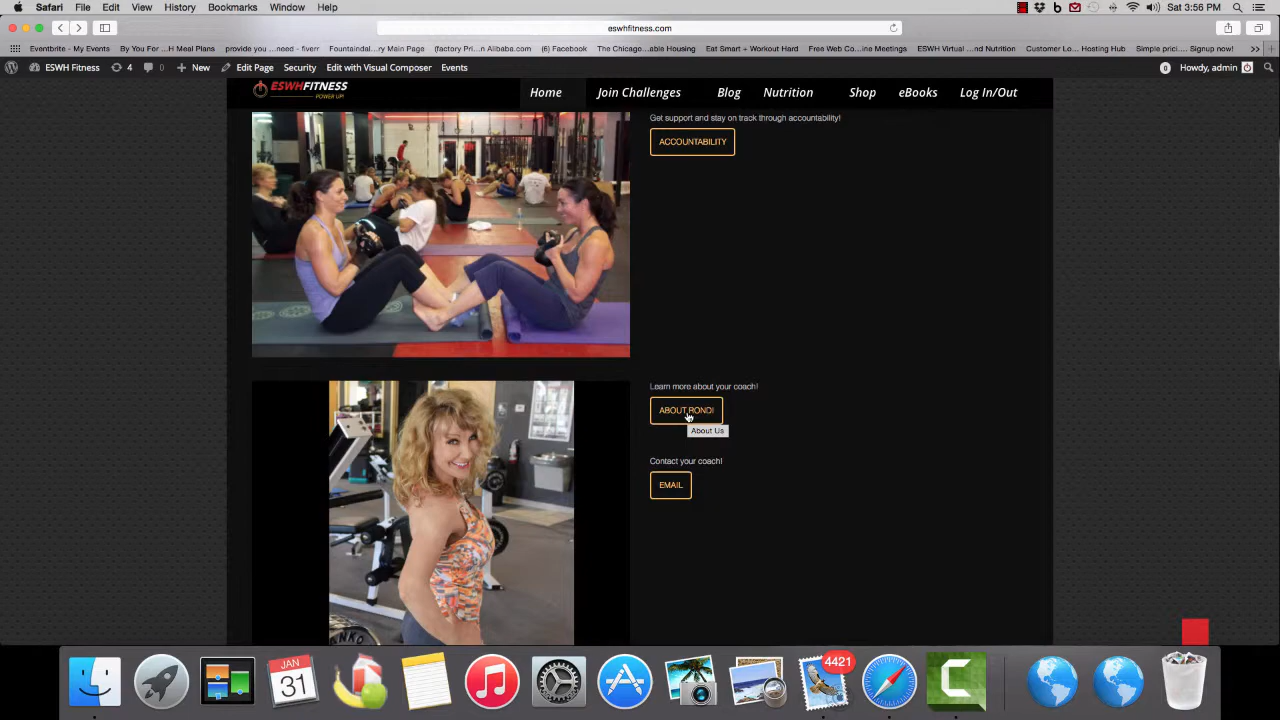 Safari File Edit View History Bookmarks Window Help
Sat 3:56 PM
eswhfitness.com
Eventbrite - My Events
By You For ...H Meal Plans
provide you ...need - fiverr
Fountaindal...ry Main Page
(factory Pri...n Alibaba.com
(6) Facebook
The Chicago...able Housing
Eat Smart + Workout Hard
Free Web Co...ine Meetings
ESWH Virtual ...nd Nutrition
Customer Lo... Hosting Hub
Simple prici.... Signup now!
ESWH Fitness 4 0 New Edit Page Security Edit with Visual Composer Events
0 Howdy, admin
ESWHFITNESS
POWER UP!
Home Join Challenges Blog Nutrition Shop eBooks Log In/Out
Get support and stay on track through accountability!
ACCOUNTABILITY
Learn more about your coach!
ABOUT RONDI
About Us
Contact your coach!
EMAIL
JAN
31
4421